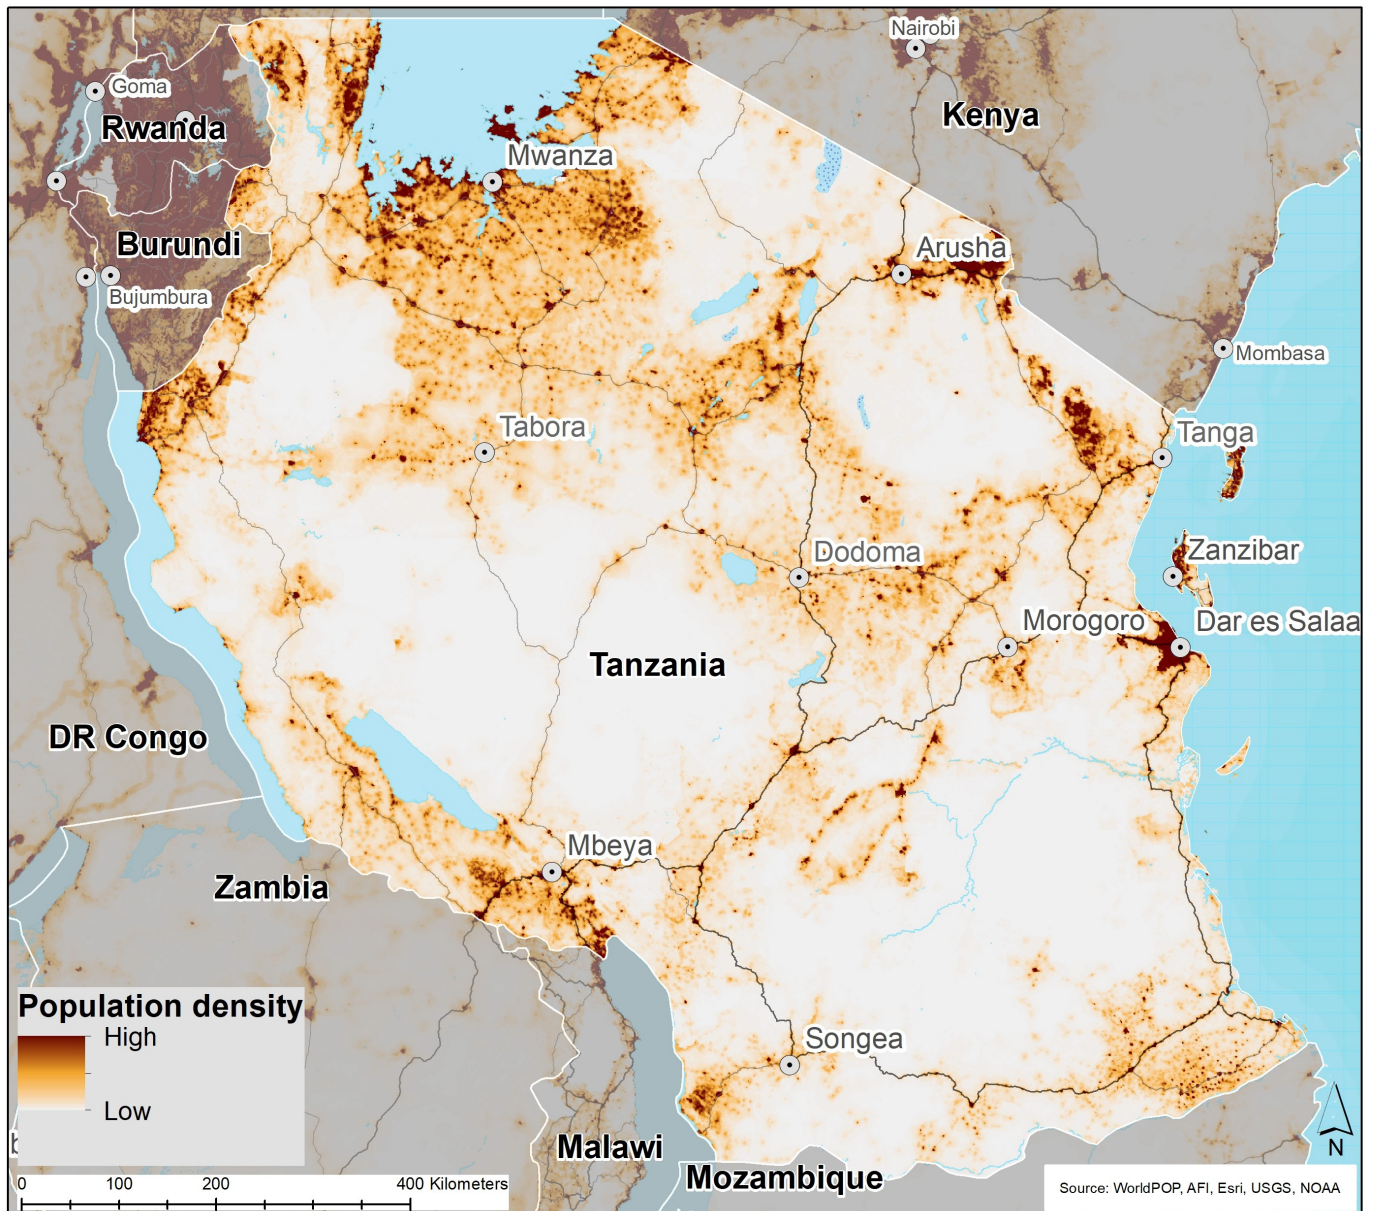 Nairobi
Goma
Kenya
Rwanda
Mwanza
Burundi
Arusha
Bujumbura
Mombasa
Tabora
Tanga
Dodoma
Zanzibar
Morogoro
Dar es Salaa
Tanzania
DR Congo
Mbeya
Zambia
Population density
High
Low
Songea
Malawi
Mozambique
N
0 100 200 400 Kilometers
Source: WorldPOP, AFI, Esri, USGS, NOAA